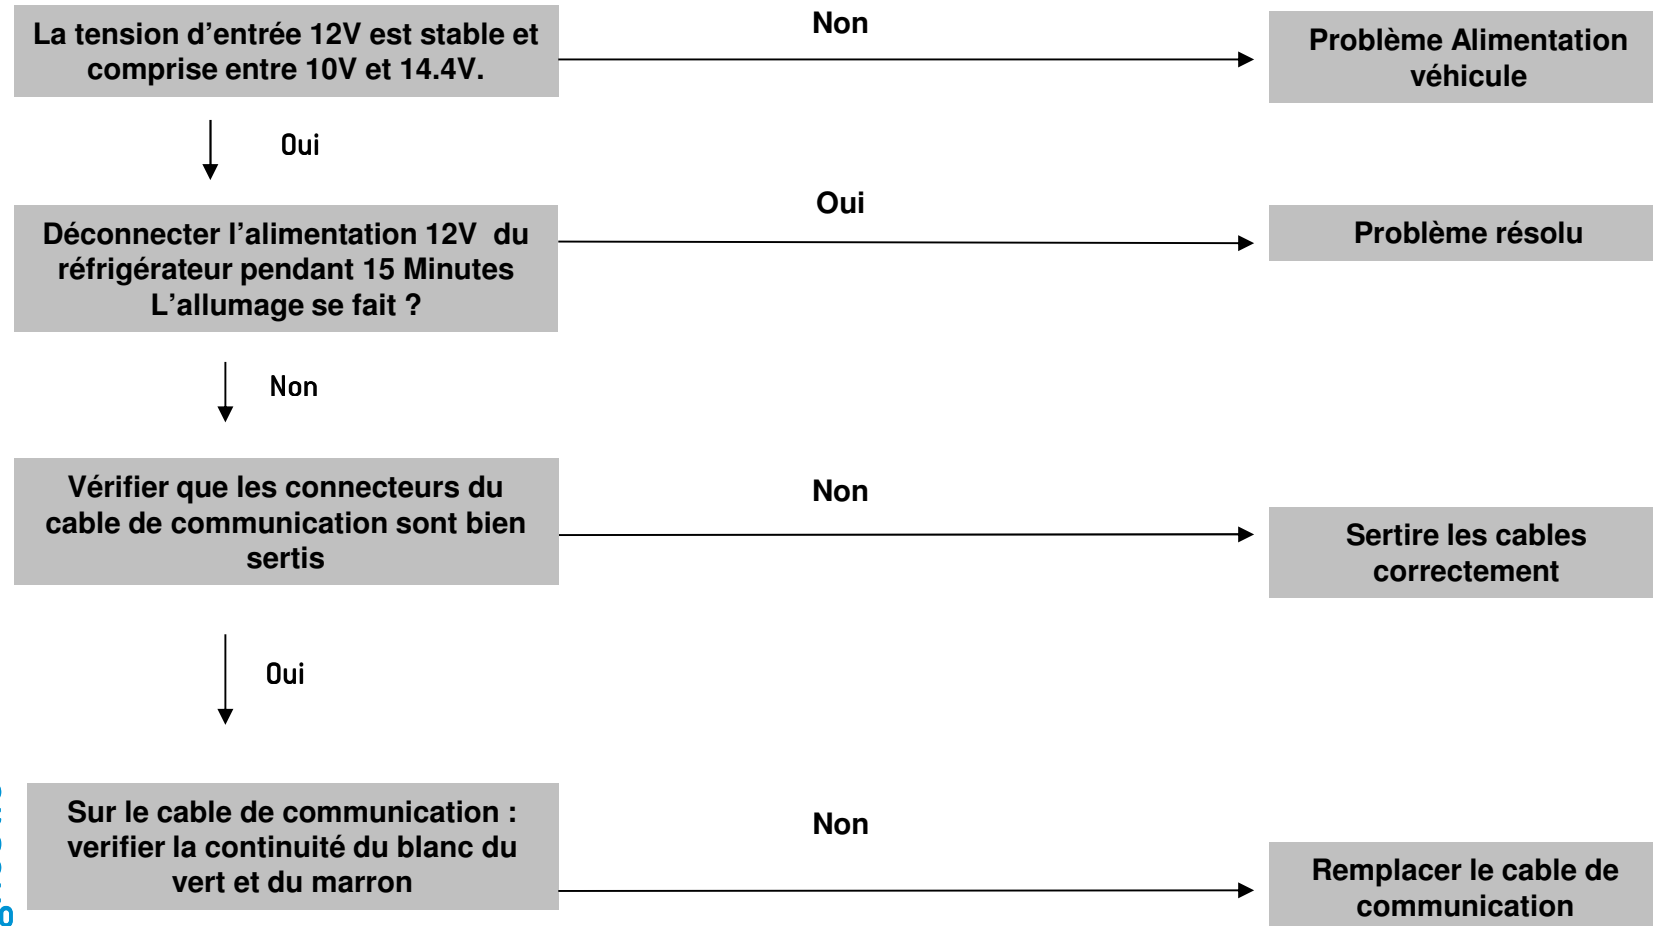 La tension d’entrée 12V est stable et
comprise entre 10V et 14.4V.
Non
Problème Alimentation
véhicule
Oui
Déconnecter l’alimentation 12V  du
réfrigérateur pendant 15 Minutes
L’allumage se fait ?
Oui
Problème résolu
Non
Vérifier que les connecteurs du
cable de communication sont bien
sertis
Non
Sertire les cables
correctement
Oui
Sur le cable de communication :
verifier la continuité du blanc du
vert et du marron
Non
Remplacer le cable de
communication